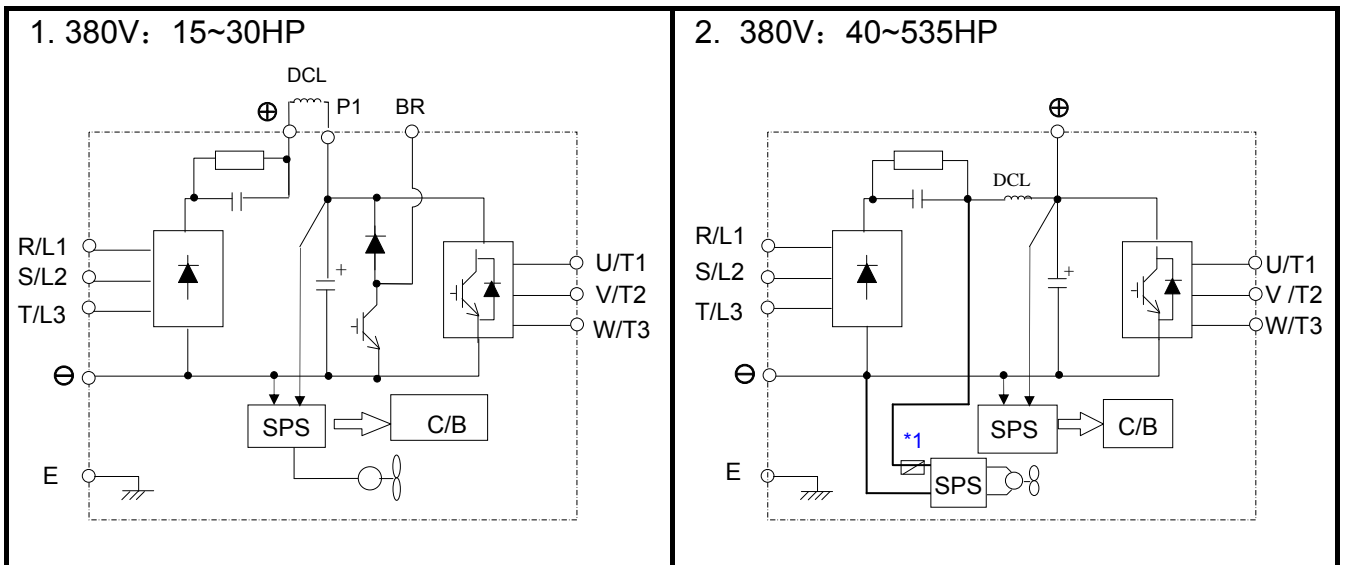 1. 380V：15~30HP
DCL
⊕
P1
BR
R/L1
S/L2
T/L3
+
U/T1
V/T2
W/T3
⊖
SPS
C/B
E
2. 380V：40~535HP
⊕
DCL
R/L1
S/L2
T/L3
+
U/T1
V /T2
W/T3
⊖
SPS
C/B
*1
E
SPS